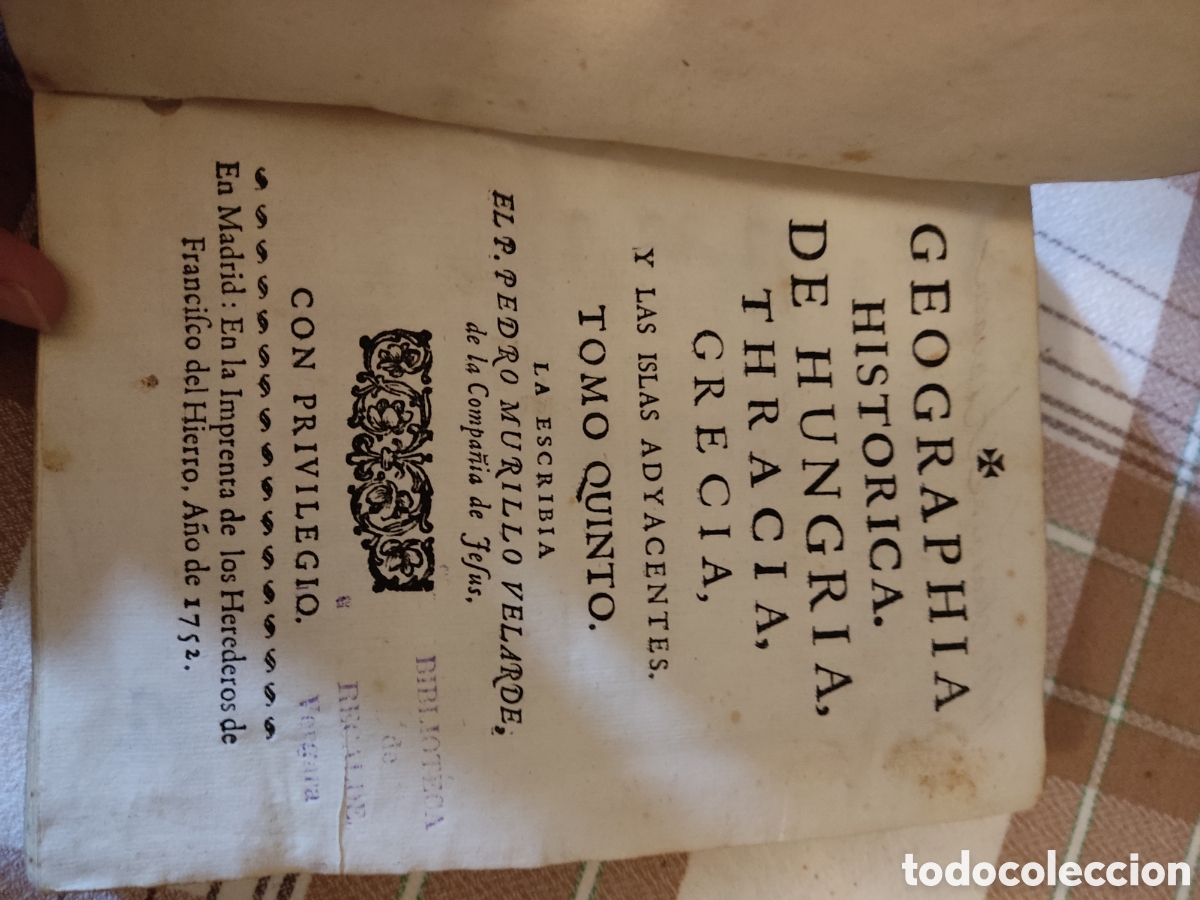 ✠
GEOGRAPHIA
HISTORICA.
DE HUNGRIA,
THRACIA,
GRECIA,
Y LAS ISLAS ADYACENTES.
TOMO QUINTO.
LA ESCRIBIA
EL P. PEDRO MURILLO VELARDE,
de la Compañia de Jeſus.
BIBLIOTECA
de
RECALDE
Vergara
CON PRIVILEGIO.
En Madrid: En la Imprenta de los Herederos de
Franciſco del Hierro, Año de 1752.
todocoleccion